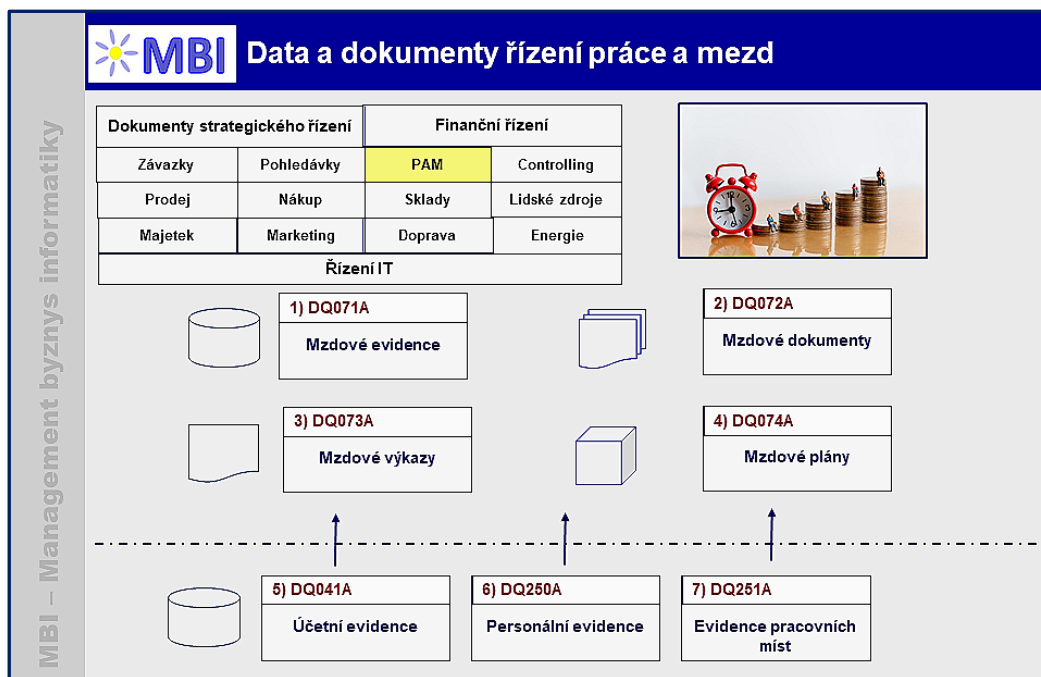 MBI – Management byznys informatiky
MBI
Data a dokumenty řízení práce a mezd
Dokumenty strategického řízení
Finanční řízení
Závazky
Pohledávky
PAM
Controlling
Prodej
Nákup
Sklady
Lidské zdroje
Majetek
Marketing
Doprava
Energie
Řízení IT
1) DQ071A
Mzdové evidence
2) DQ072A
Mzdové dokumenty
3) DQ073A
Mzdové výkazy
4) DQ074A
Mzdové plány
5) DQ041A
Účetní evidence
6) DQ250A
Personální evidence
7) DQ251A
Evidence pracovních
míst